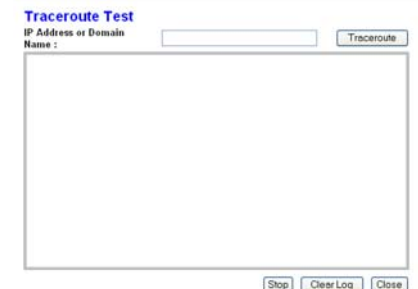 Traceroute Test
IP Address or Domain
Name :
Traceroute
Stop Clear Log Close